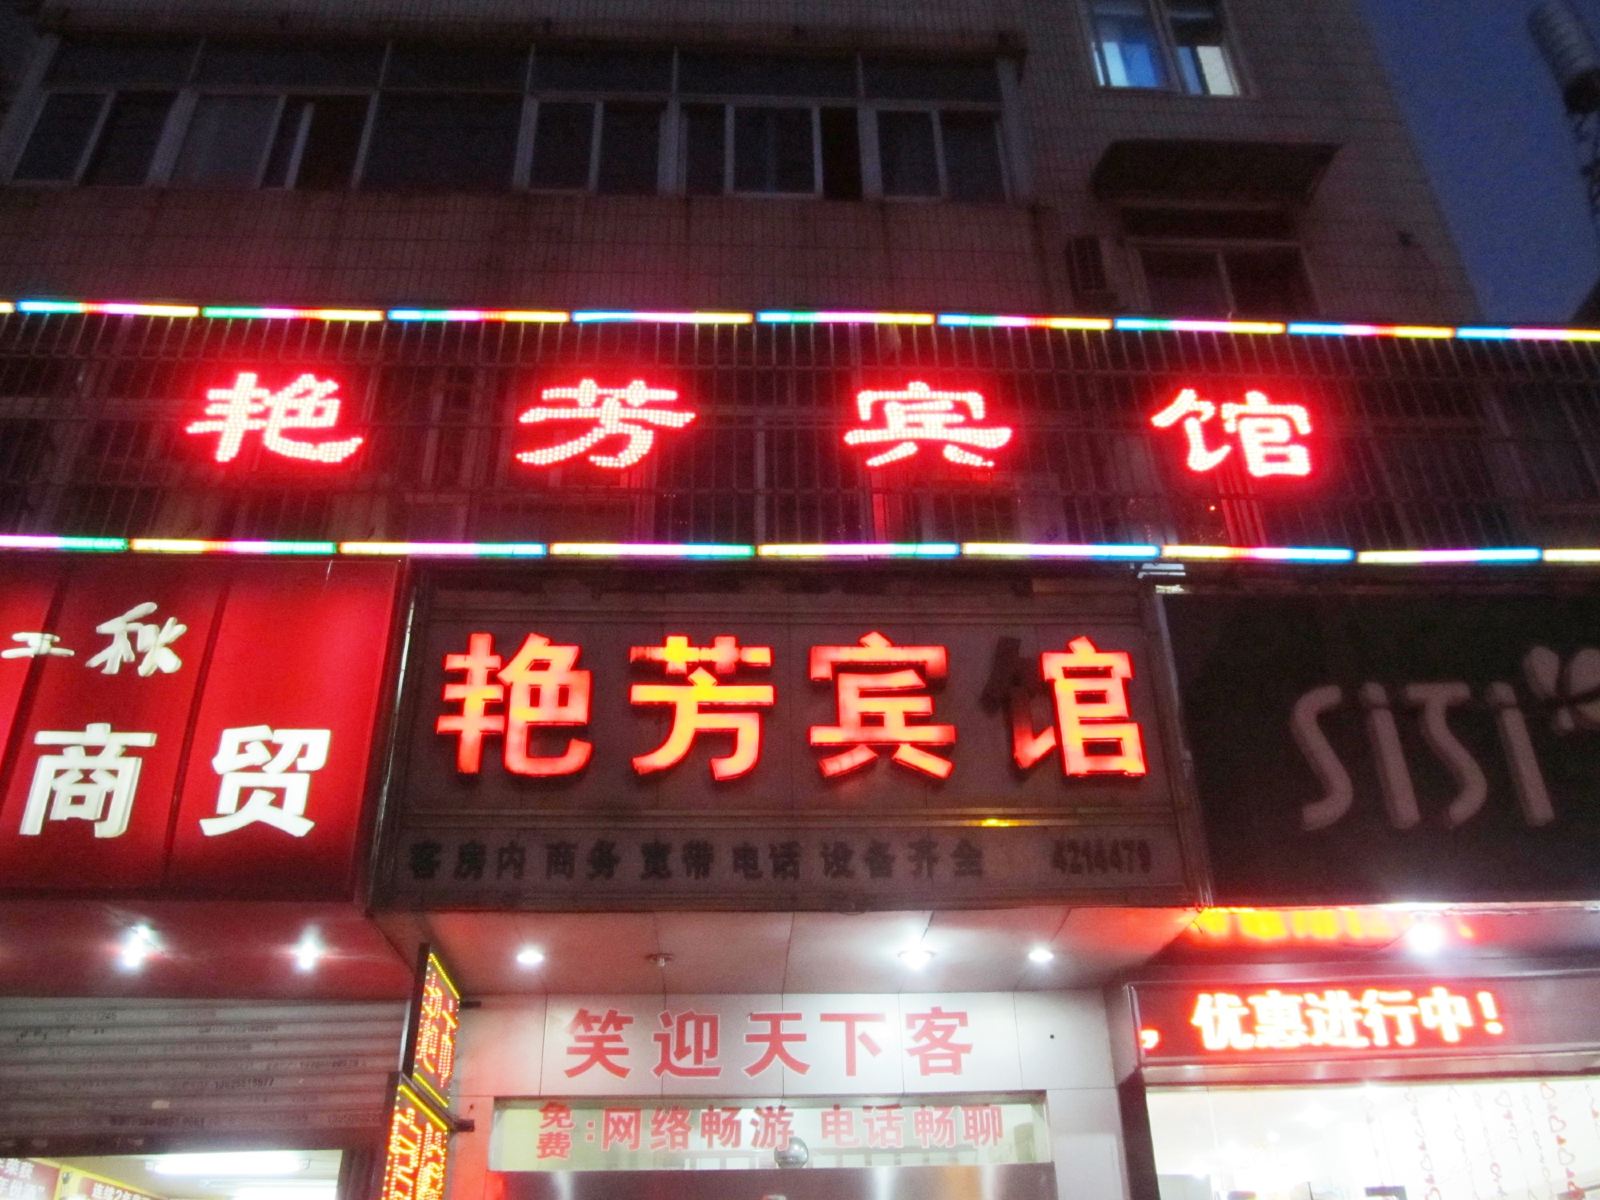 艳芳宾馆
秋
商贸
艳芳宾馆
客房内 商务 宽带 电话 设备齐全 4214479
SiSi
笑迎天下客
免费:网络畅游 电话畅聊
，优惠进行中！